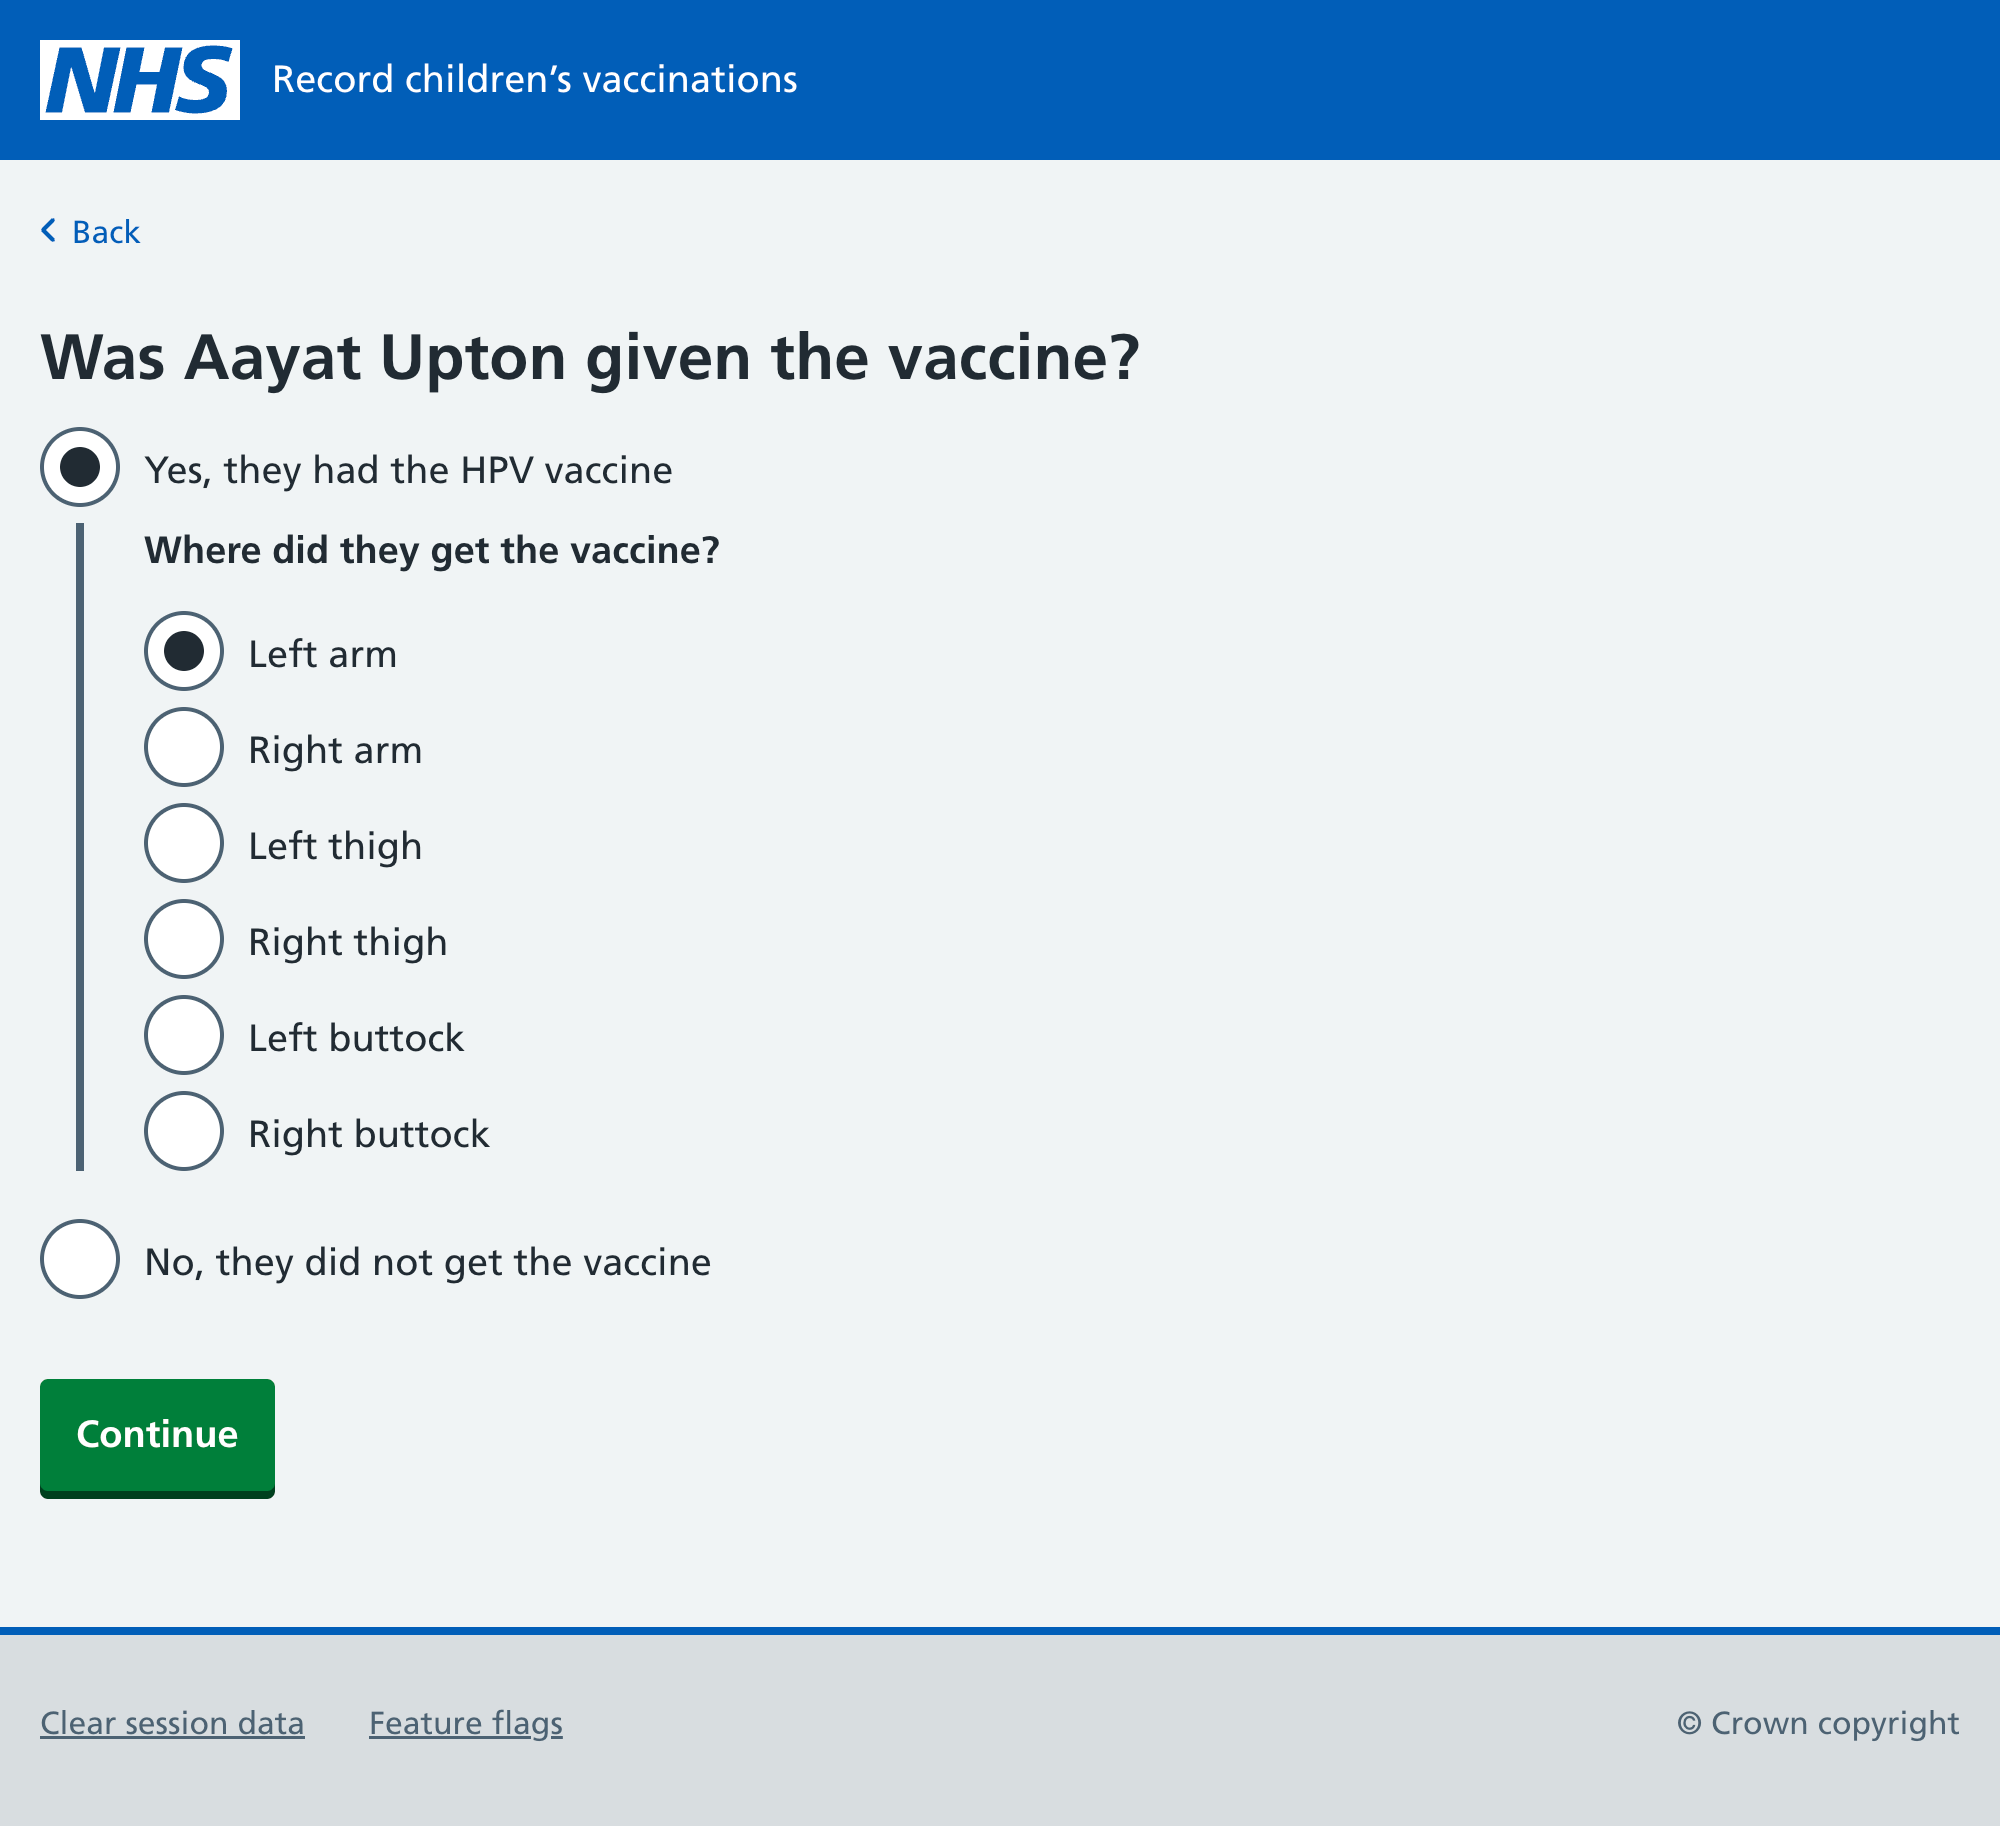 NHS Record children’s vaccinations
Back
Was Aayat Upton given the vaccine?
Yes, they had the HPV vaccine
Where did they get the vaccine?
Left arm
Right arm
Left thigh
Right thigh
Left buttock
Right buttock
No, they did not get the vaccine
Continue
Clear session data Feature flags © Crown copyright